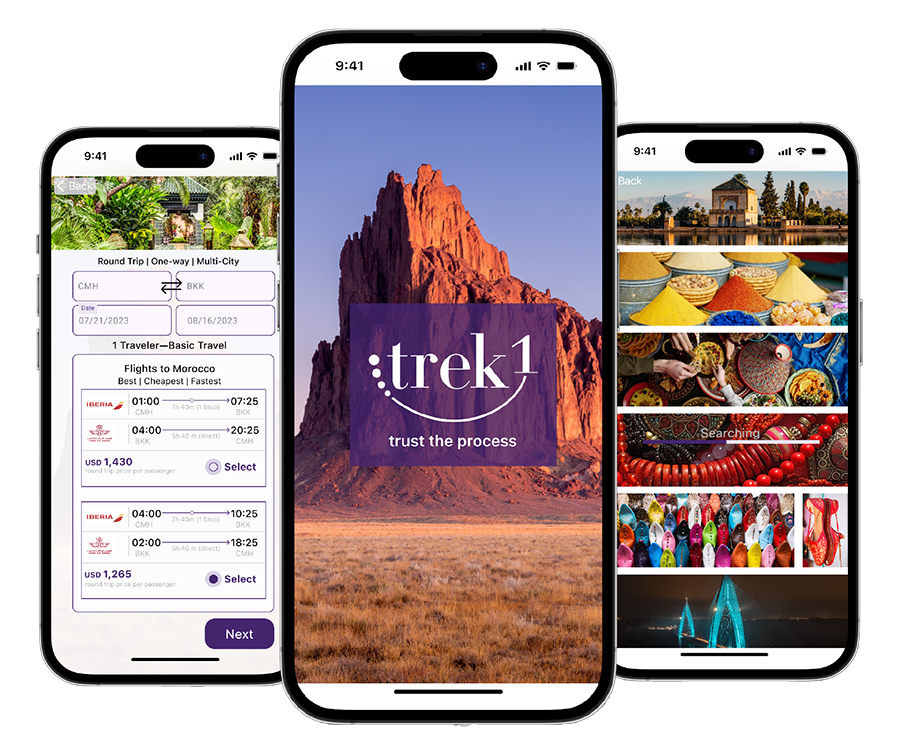 9:41
Back
Round Trip | One-way | Multi-City
CMH
BKK
Date
07/21/2023
08/16/2023
1 Traveler—Basic Travel
Flights to Morocco
Best | Cheapest | Fastest
IBERIA
01:00
07:25
CMH
7h 40m (1 Stop)
BKK
04:00
20:25
BKK
5h 40m (direct)
CMH
USD 1,430
round trip price per passenger
Select
IBERIA
04:00
10:25
CMH
7h 40m (1 Stop)
BKK
02:00
18:25
BKK
5h 40m (direct)
CMH
USD 1,265
round trip price per passenger
Select
Next
9:41
trek1
trust the process
9:41
Back
Searching